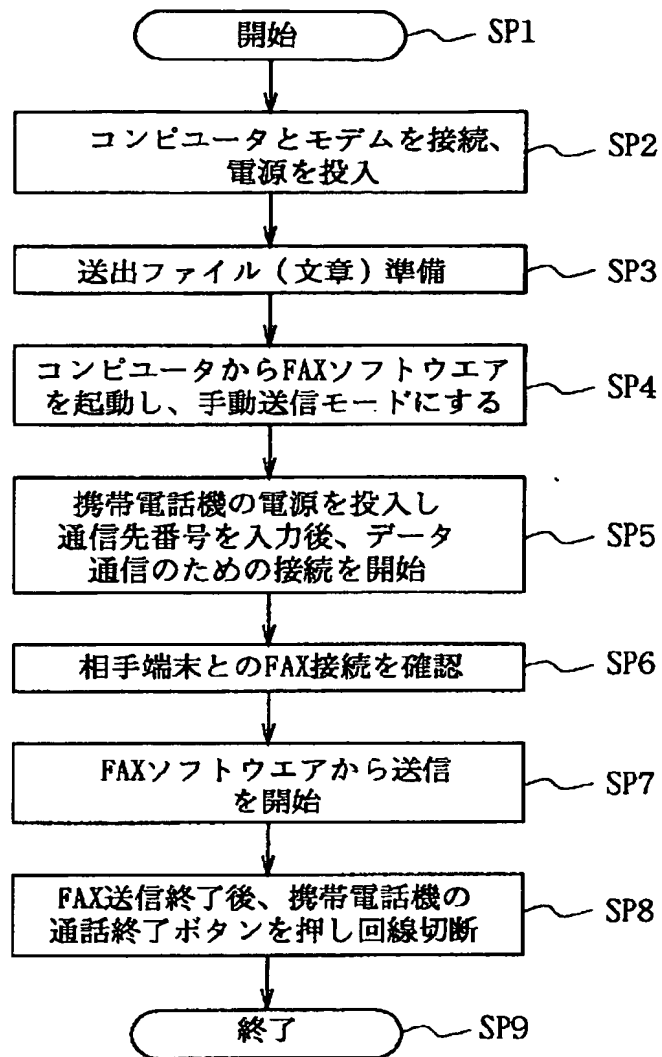 開始 SP1
コンピユータとモデムを接続、
電源を投入 SP2
送出ファイル(文章)準備 SP3
コンピユータからFAXソフトウエア
を起動し、手動送信モードにする SP4
携帯電話機の電源を投入し
通信先番号を入力後、データ
通信のための接続を開始 SP5
相手端末とのFAX接続を確認 SP6
FAXソフトウエアから送信
を開始 SP7
FAX送信終了後、携帯電話機の
通話終了ボタンを押し回線切断 SP8
終了 SP9